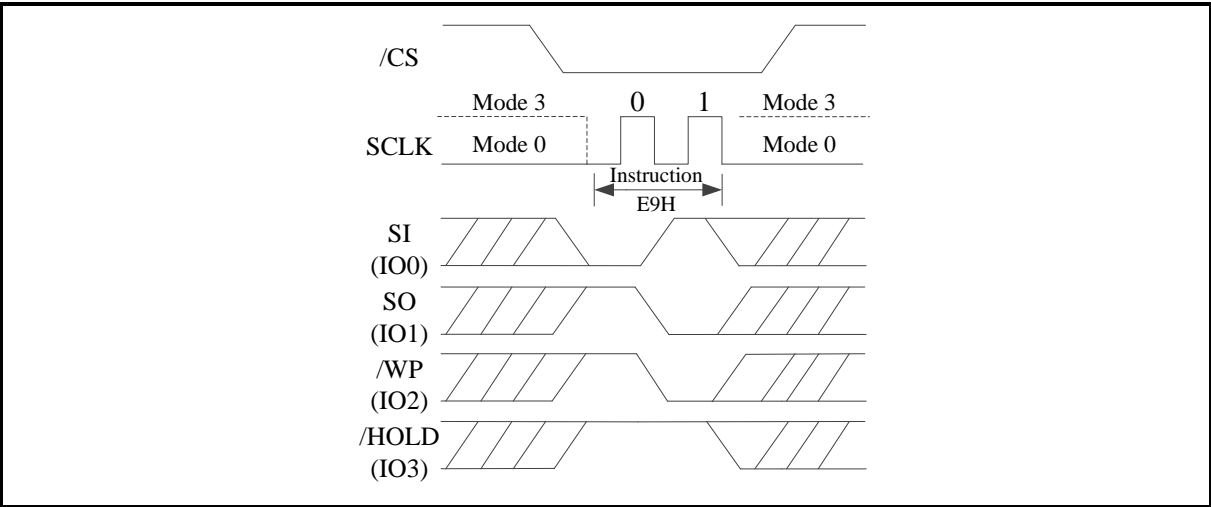 /CS
Mode 3 0 1 Mode 3
SCLK Mode 0 Mode 0
Instruction
E9H
SI
(IO0)
SO
(IO1)
/WP
(IO2)
/HOLD
(IO3)